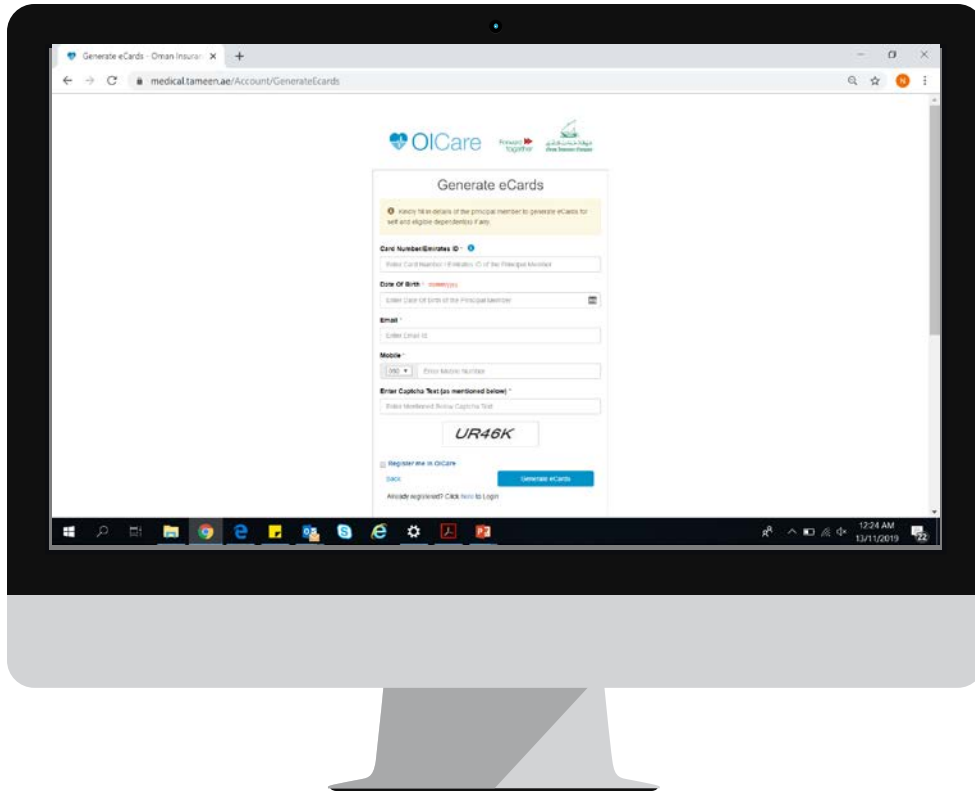 Generate eCards - Oman Insuran
medical.tameen.ae/Account/GenerateEcards
OICare
Forward
Together
Generate eCards
Kindly fill in details of the principal member to generate eCards for
self and eligible dependent(s) if any.
Card Number/Emirates ID *
Enter Card Number / Emirates ID of the Principal Member
Date Of Birth *
Enter Date Of Birth of the Principal Member
Email *
Enter Email Id
Mobile *
050
Enter Mobile Number
Enter Captcha Text (as mentioned below) *
Enter Mentioned Below Captcha Text
UR46K
Register me in OICare
Back
Generate eCards
Already registered? Click here to Login
12:24 AM
13/11/2019
22